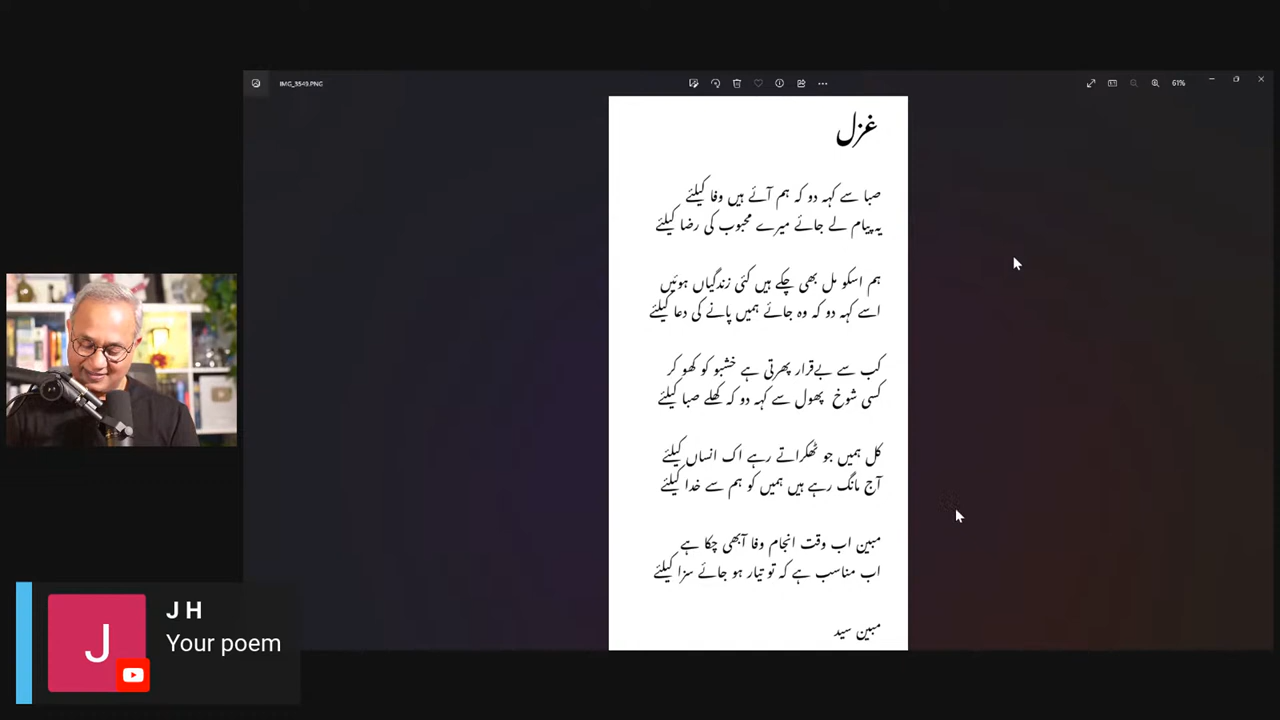 IMG_3549.PNG
61%
غزل
صبا سے کہہ دو کہ ہم آئے ہیں وفا کیلئے
یہ پیام لے جائے میرے محبوب کی رضا کیلئے
ہم اسکو مل بھی چکے ہیں کئی زندگیاں ہوئیں
اسے کہہ دو کہ وہ جائے ہمیں پانے کی دعا کیلئے
کب سے بےقرار پھرتی ہے خشبو کو کھو کر
کسی شوخ پھول سے کہہ دو کہ کھلے صبا کیلئے
کل ہمیں جو ٹھکراتے رہے اک انساں کیلئے
آج مانگ رہے ہیں ہمیں کو ہم سے خدا کیلئے
مبین اب وقت انجام وفا آبھی چکا ہے
اب مناسب ہے کہ تو تیار ہو جائے سزا کیلئے
مبین سید
J
J H
Your poem